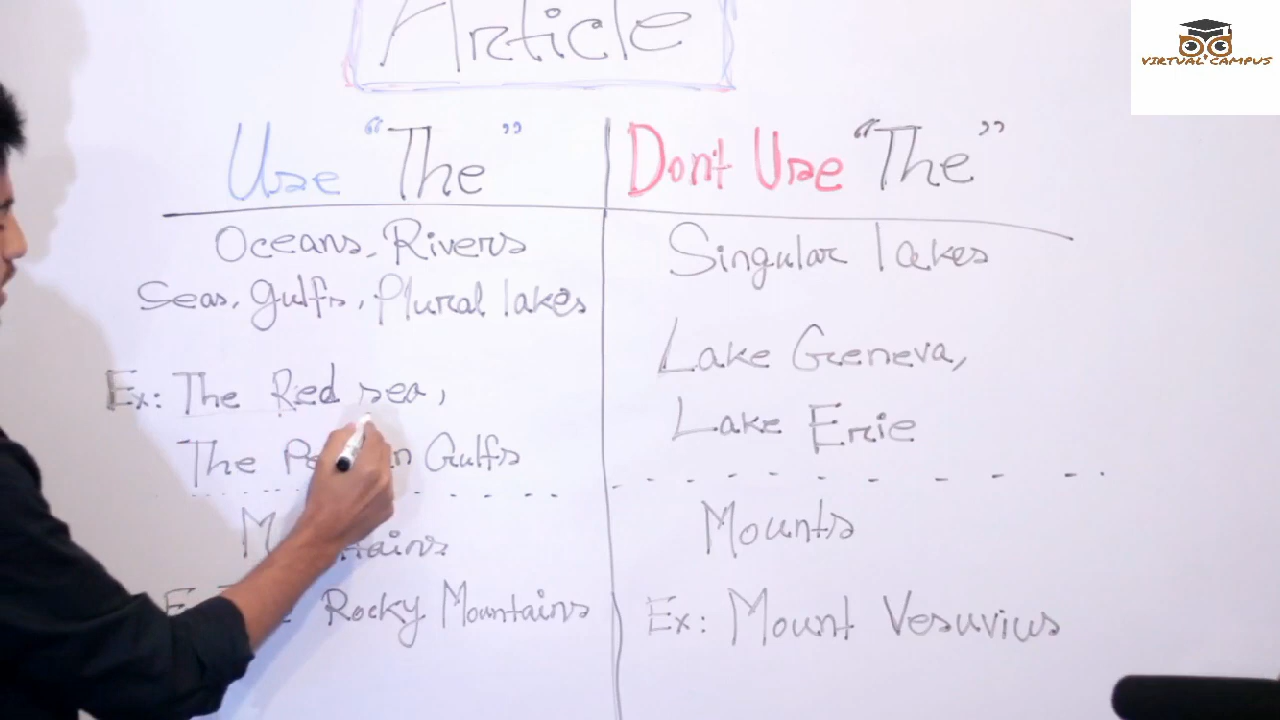 Article
VIRTUAL CAMPUS
Use "The"
Oceans, Rivers
Seas, Gulfs, Plural lakes
Ex: The Red sea,
The Gulfs
Rocky Mountains
Don't Use "The"
Singular lakes
Lake Geneva,
Lake Erie
Mounts
Ex: Mount Vesuvius